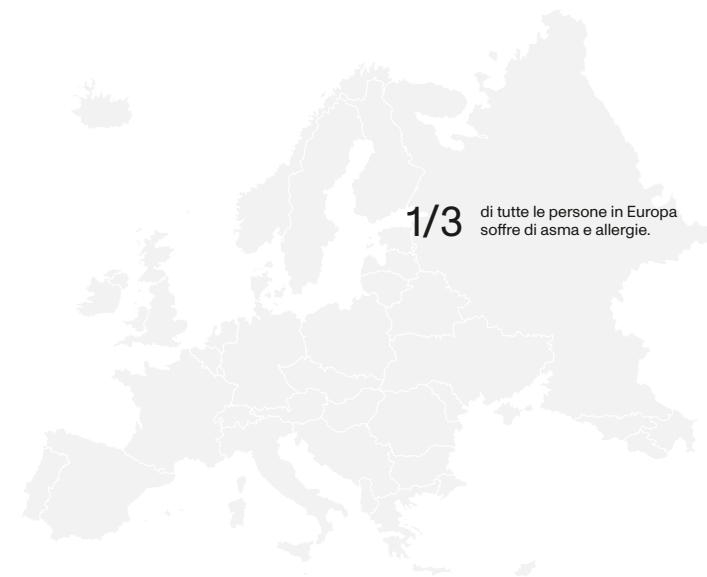 1/3
di tutte le persone in Europa
soffre di asma e allergie.